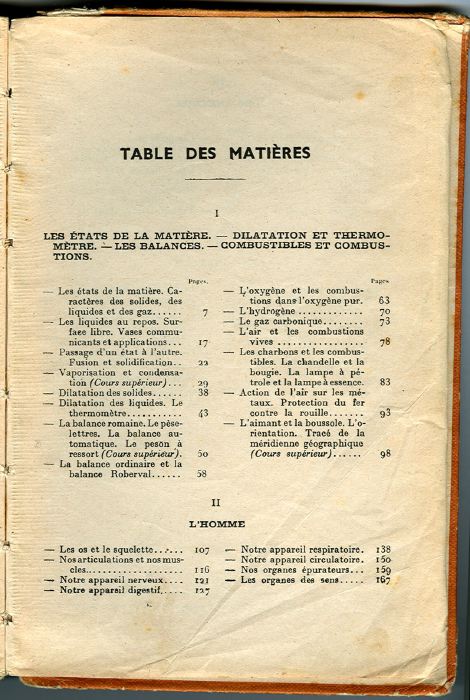 TABLE DES MATIÈRES
I
LES ÉTATS DE LA MATIÈRE. — DILATATION ET THERMO-
MÈTRE. — LES BALANCES. — COMBUSTIBLES ET COMBUS-
TIONS.
Pages.
— Les états de la matière. Ca-
ractères des solides, des
liquides et des gaz...... 7
— Les liquides au repos. Sur-
face libre. Vases commu-
nicants et applications... 17
— Passage d'un état à l'autre.
Fusion et solidification.. 22
— Vaporisation et condensa-
tion (Cours supérieur)... 29
— Dilatation des solides...... 38
— Dilatation des liquides. Le
thermomètre........... 43
— La balance romaine. Le pèse-
lettres. La balance au-
tomatique. Le peson à
ressort (Cours supérieur). 50
— La balance ordinaire et la
balance Roberval...... 58
Pages
— L'oxygène et les combus-
tions dans l'oxygène pur. 63
— L'hydrogène ............. 70
— Le gaz carbonique........ 73
— L'air et les combustions
vives .................. 78
— Les charbons et les combus-
tibles. La chandelle et la
bougie. La lampe à pé-
trole et la lampe à essence. 83
— Action de l'air sur les mé-
taux. Protection du fer
contre la rouille....... 93
— L'aimant et la boussole. L'o-
rientation. Tracé de la
méridienne géographique
(Cours supérieur)...... 98
II
L'HOMME
— Les os et le squelette...... 107
— Nos articulations et nos mus-
cles.................. 116
— Notre appareil nerveux.... 121
— Notre appareil digestif..... 127
— Notre appareil respiratoire. 138
— Notre appareil circulatoire. 150
— Nos organes épurateurs... 159
— Les organes des sens..... 167